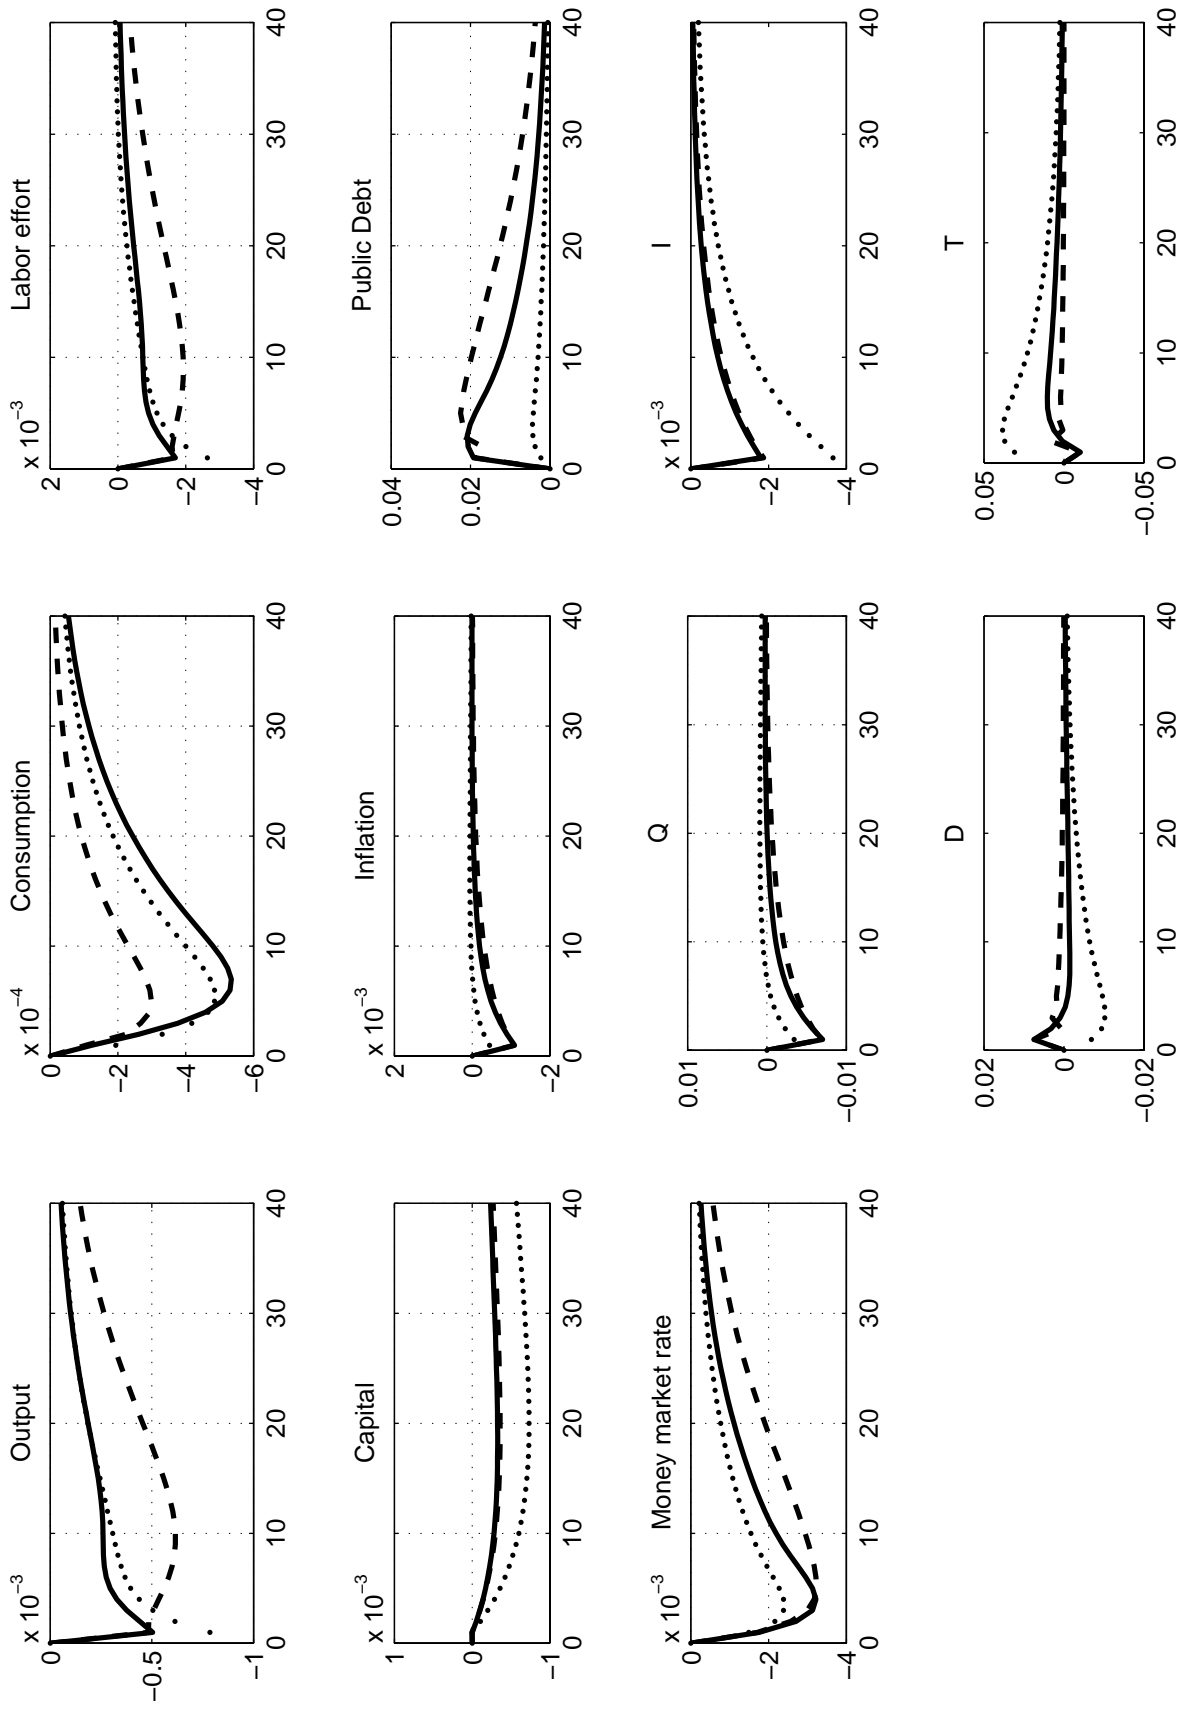 Output
x 10⁻³
0
−0.5
−1
0 10 20 30 40
Consumption
x 10⁻⁴
0
−2
−4
−6
0 10 20 30 40
Labor effort
x 10⁻³
2
0
−2
−4
0 10 20 30 40
Capital
x 10⁻³
1
0
−1
0 10 20 30 40
Inflation
x 10⁻³
2
0
−2
0 10 20 30 40
Public Debt
0.04
0.02
0
0 10 20 30 40
Money market rate
x 10⁻³
0
−2
−4
0 10 20 30 40
Q
0.01
0
−0.01
0 10 20 30 40
I
x 10⁻³
0
−2
−4
0 10 20 30 40
D
0.02
0
−0.02
0 10 20 30 40
T
0.05
0
−0.05
0 10 20 30 40